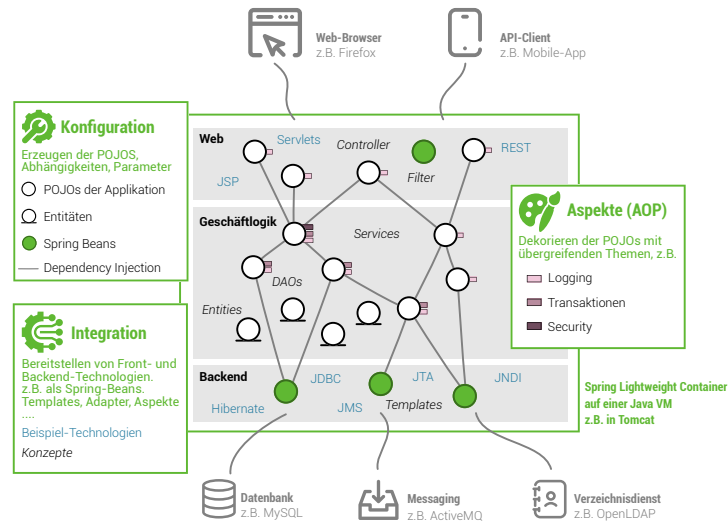 Web-Browser
z.B. Firefox
API-Client
z.B. Mobile-App
Konfiguration
Erzeugen der POJOS,
Abhängigkeiten, Parameter
POJOs der Applikation
Entitäten
Spring Beans
Dependency Injection
Integration
Bereitstellen von Front- und
Backend-Technologien.
z.B. als Spring-Beans.
Templates, Adapter, Aspekte
....
Beispiel-Technologien
Konzepte
Web
Servlets
Controller
REST
JSP
Filter
Geschäftlogik
Services
DAOs
Entities
Backend
JDBC
JTA
JNDI
Hibernate
JMS
Templates
Aspekte (AOP)
Dekorieren der POJOs mit
übergreifenden Themen, z.B.
Logging
Transaktionen
Security
Spring Lightweight Container
auf einer Java VM
z.B. in Tomcat
Datenbank
z.B. MySQL
Messaging
z.B. ActiveMQ
Verzeichnisdienst
z.B. OpenLDAP